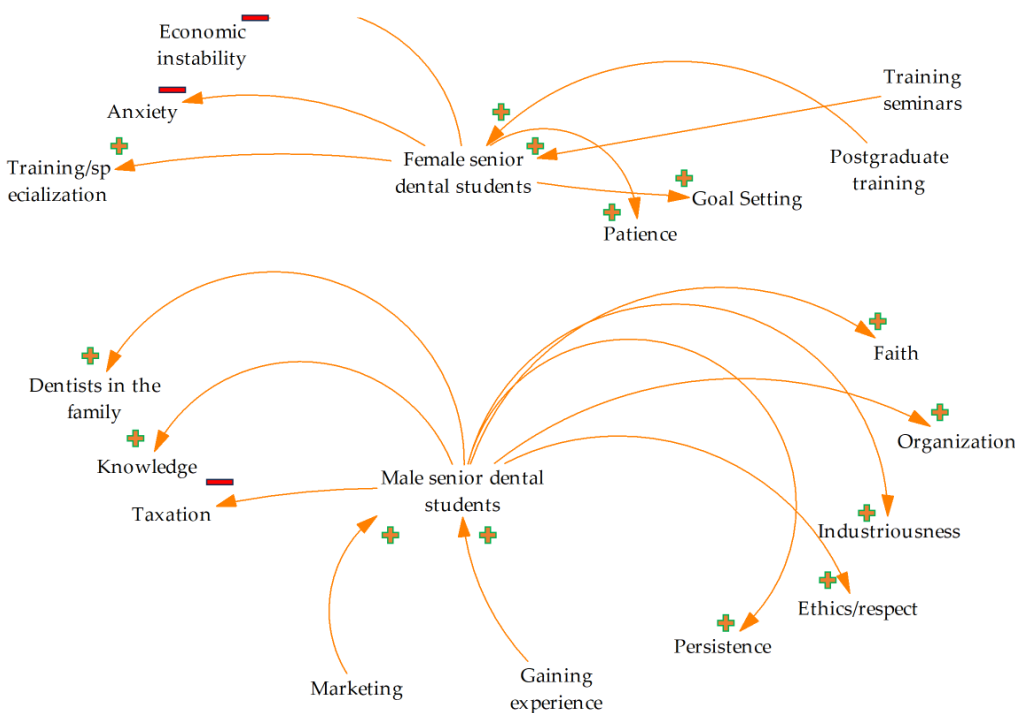 Economic
instability
Anxiety
Training/sp
ecialization
Female senior
dental students
Training
seminars
Postgraduate
training
Goal Setting
Patience
Dentists in the
family
Knowledge
Taxation
Male senior dental
students
Faith
Organization
Industriousness
Ethics/respect
Persistence
Marketing
Gaining
experience